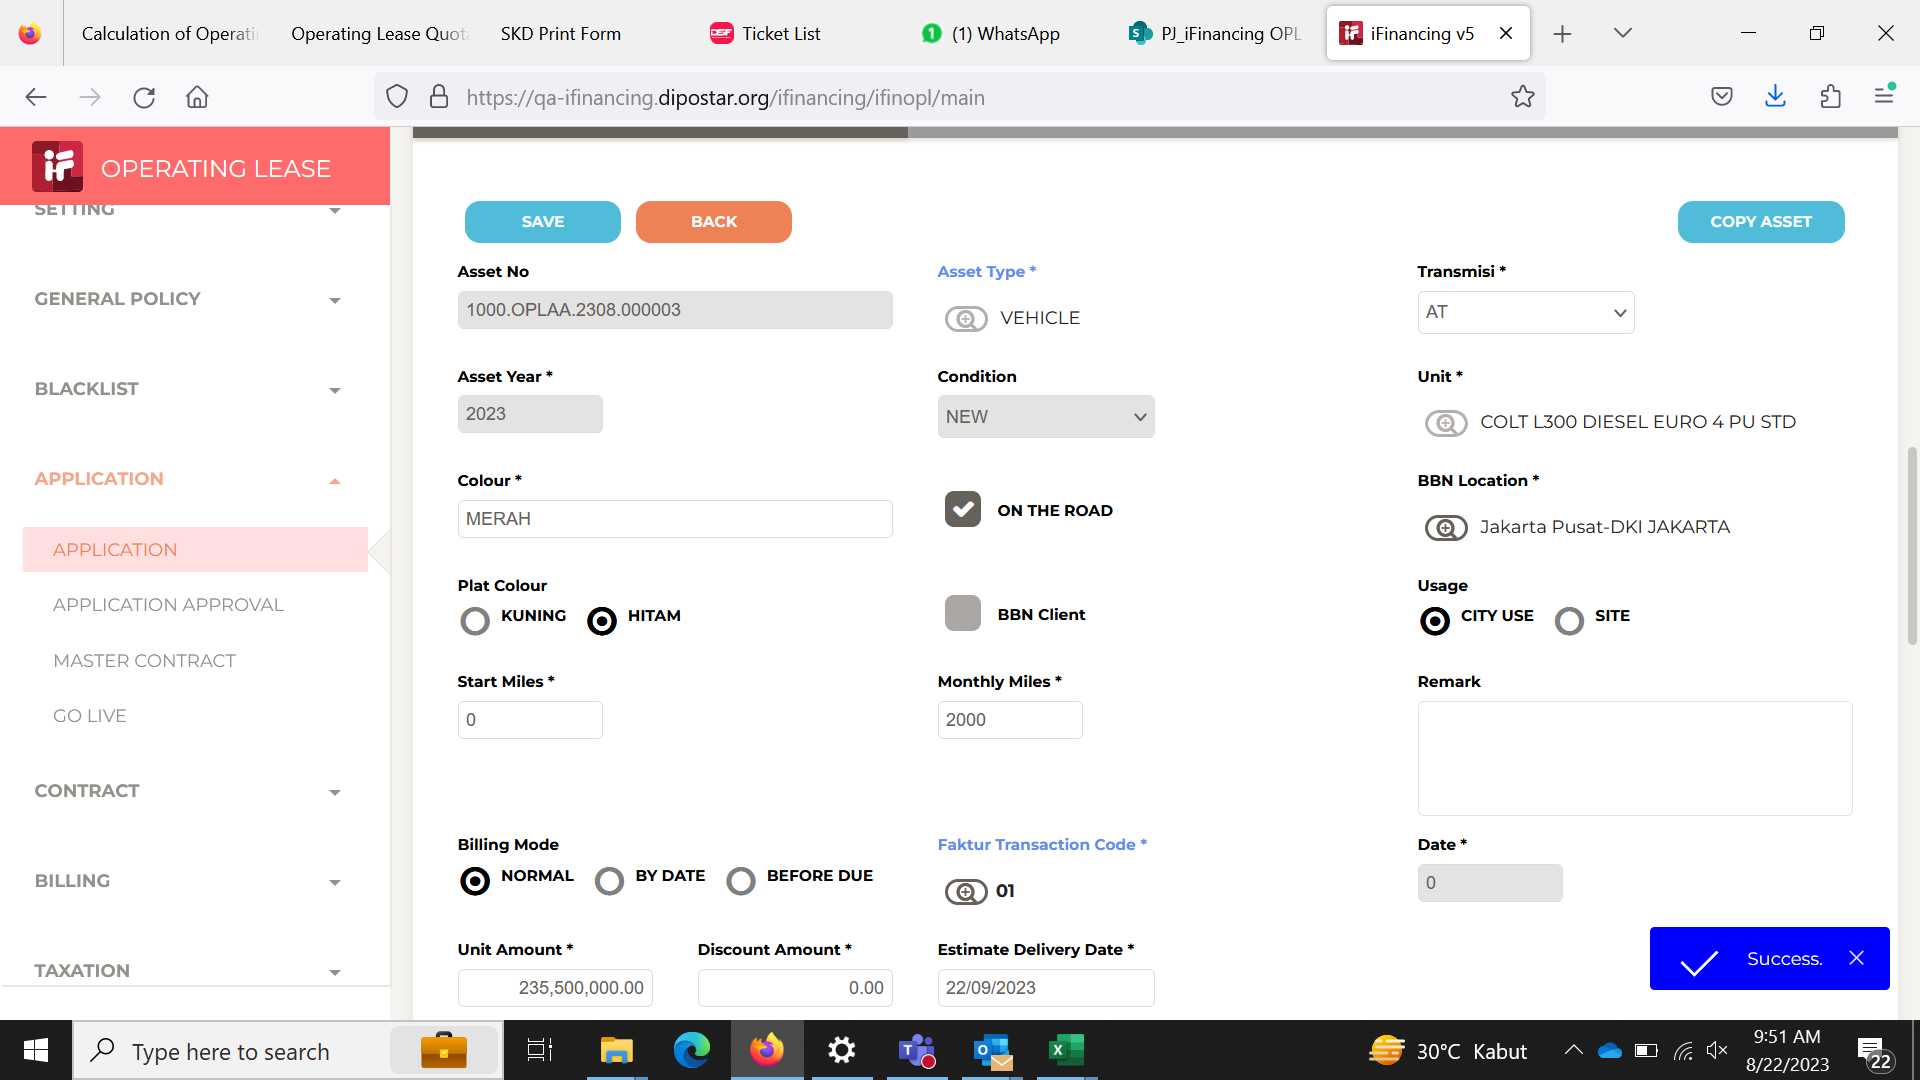 Calculation of Operati
Operating Lease Quot
SKD Print Form
DSF Ticket List
1 (1) WhatsApp
S PJ_iFinancing OPL
iF iFinancing v5
https://qa-ifinancing.dipostar.org/ifinancing/ifinopl/main
iF OPERATING LEASE
SETTING
GENERAL POLICY
BLACKLIST
APPLICATION
APPLICATION
APPLICATION APPROVAL
MASTER CONTRACT
GO LIVE
CONTRACT
BILLING
TAXATION
SAVE BACK COPY ASSET
Asset No Asset Type * Transmisi *
1000.OPLAA.2308.000003 VEHICLE AT
Asset Year * Condition Unit *
2023 NEW COLT L300 DIESEL EURO 4 PU STD
Colour * BBN Location *
MERAH ON THE ROAD Jakarta Pusat-DKI JAKARTA
Plat Colour Usage
KUNING HITAM BBN Client CITY USE SITE
Start Miles * Monthly Miles * Remark
0 2000
Billing Mode Faktur Transaction Code * Date *
NORMAL BY DATE BEFORE DUE 01 0
Unit Amount * Discount Amount * Estimate Delivery Date *
235,500,000.00 0.00 22/09/2023
Success.
Type here to search
30°C Kabut
9:51 AM
8/22/2023
22